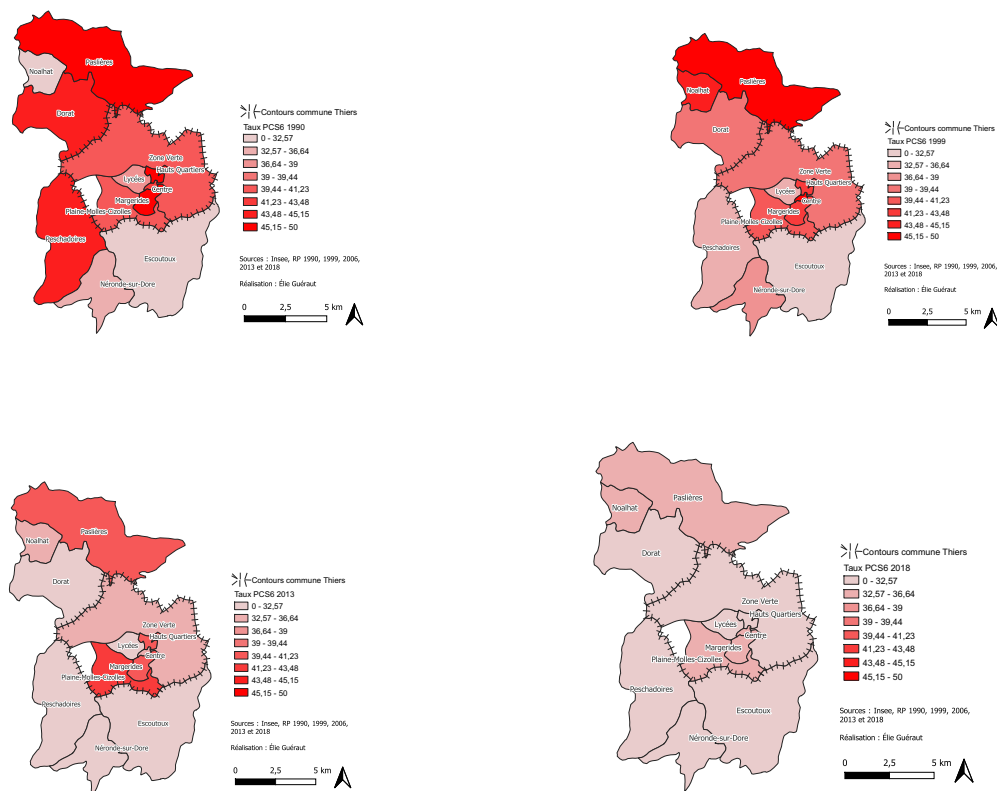 Paslières
Noalhat
Dorat
Zone Verte
Hauts Quartiers
Lycées
Centre
Margerides
Plaine-Molles-Cizolles
Peschadoires
Escoutoux
Néronde-sur-Dore
Contours commune Thiers
Taux PCS6 1990
0 - 32,57
32,57 - 36,64
36,64 - 39
39 - 39,44
39,44 - 41,23
41,23 - 43,48
43,48 - 45,15
45,15 - 50
Sources : Insee, RP 1990, 1999, 2006,
2013 et 2018
Réalisation : Élie Guéraut
0 2,5 5 km
Paslières
Noalhat
Dorat
Zone Verte
Hauts Quartiers
Lycées
Centre
Margerides
Plaine-Molles-Cizolles
Peschadoires
Escoutoux
Néronde-sur-Dore
Contours commune Thiers
Taux PCS6 1999
0 - 32,57
32,57 - 36,64
36,64 - 39
39 - 39,44
39,44 - 41,23
41,23 - 43,48
43,48 - 45,15
45,15 - 50
Sources : Insee, RP 1990, 1999, 2006,
2013 et 2018
Réalisation : Élie Guéraut
0 2,5 5 km
Paslières
Noalhat
Dorat
Zone Verte
Hauts Quartiers
Lycées
Centre
Margerides
Plaine-Molles-Cizolles
Peschadoires
Escoutoux
Néronde-sur-Dore
Contours commune Thiers
Taux PCS6 2013
0 - 32,57
32,57 - 36,64
36,64 - 39
39 - 39,44
39,44 - 41,23
41,23 - 43,48
43,48 - 45,15
45,15 - 50
Sources : Insee, RP 1990, 1999, 2006,
2013 et 2018
Réalisation : Élie Guéraut
0 2,5 5 km
Paslières
Noalhat
Dorat
Zone Verte
Hauts Quartiers
Lycées
Centre
Margerides
Plaine-Molles-Cizolles
Peschadoires
Escoutoux
Néronde-sur-Dore
Contours commune Thiers
Taux PCS6 2018
0 - 32,57
32,57 - 36,64
36,64 - 39
39 - 39,44
39,44 - 41,23
41,23 - 43,48
43,48 - 45,15
45,15 - 50
Sources : Insee, RP 1990, 1999, 2006,
2013 et 2018
Réalisation : Élie Guéraut
0 2,5 5 km